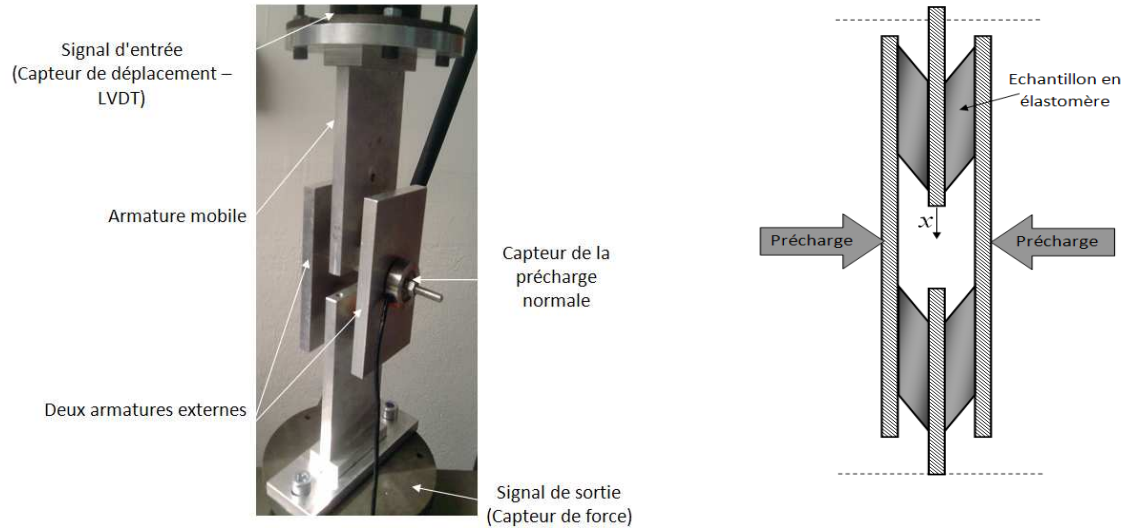 Signal d'entrée
(Capteur de déplacement –
LVDT)
Armature mobile
Deux armatures externes
Capteur de la
précharge
normale
Signal de sortie
(Capteur de force)
Echantillon en
élastomère
x
Précharge
Précharge